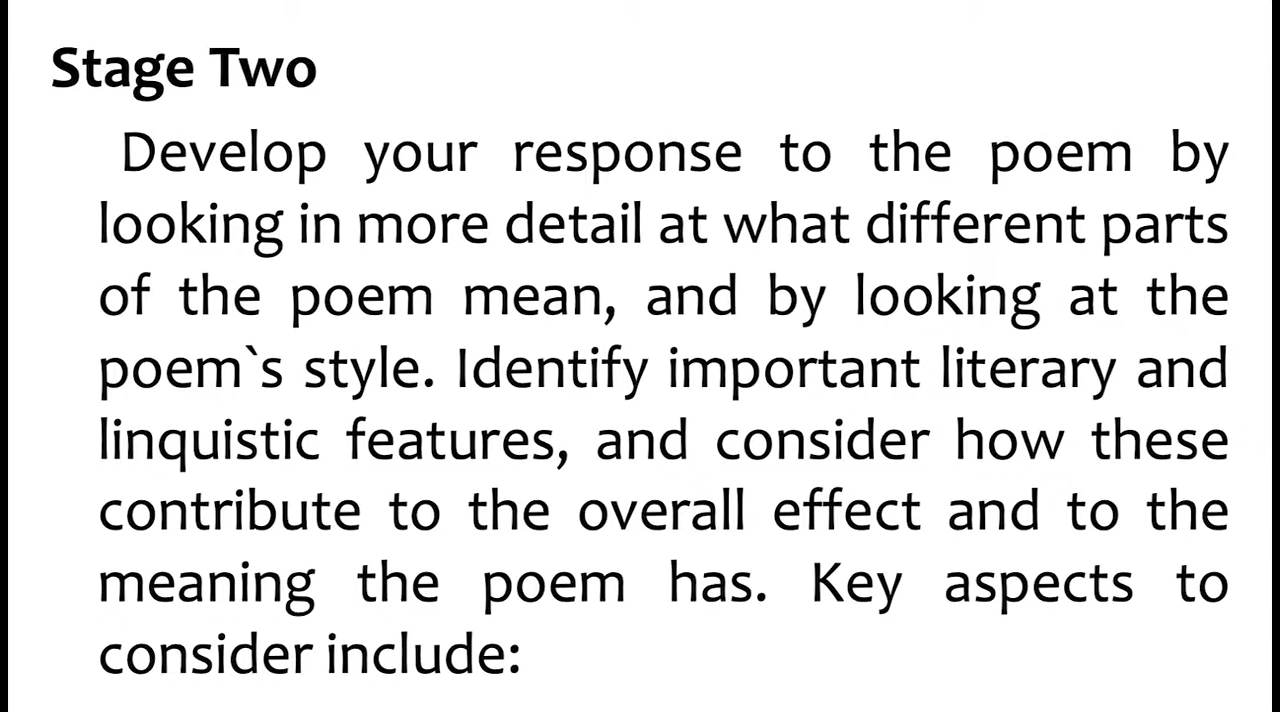 Stage Two
Develop your response to the poem by
looking in more detail at what different parts
of the poem mean, and by looking at the
poem`s style. Identify important literary and
linquistic features, and consider how these
contribute to the overall effect and to the
meaning the poem has. Key aspects to
consider include: